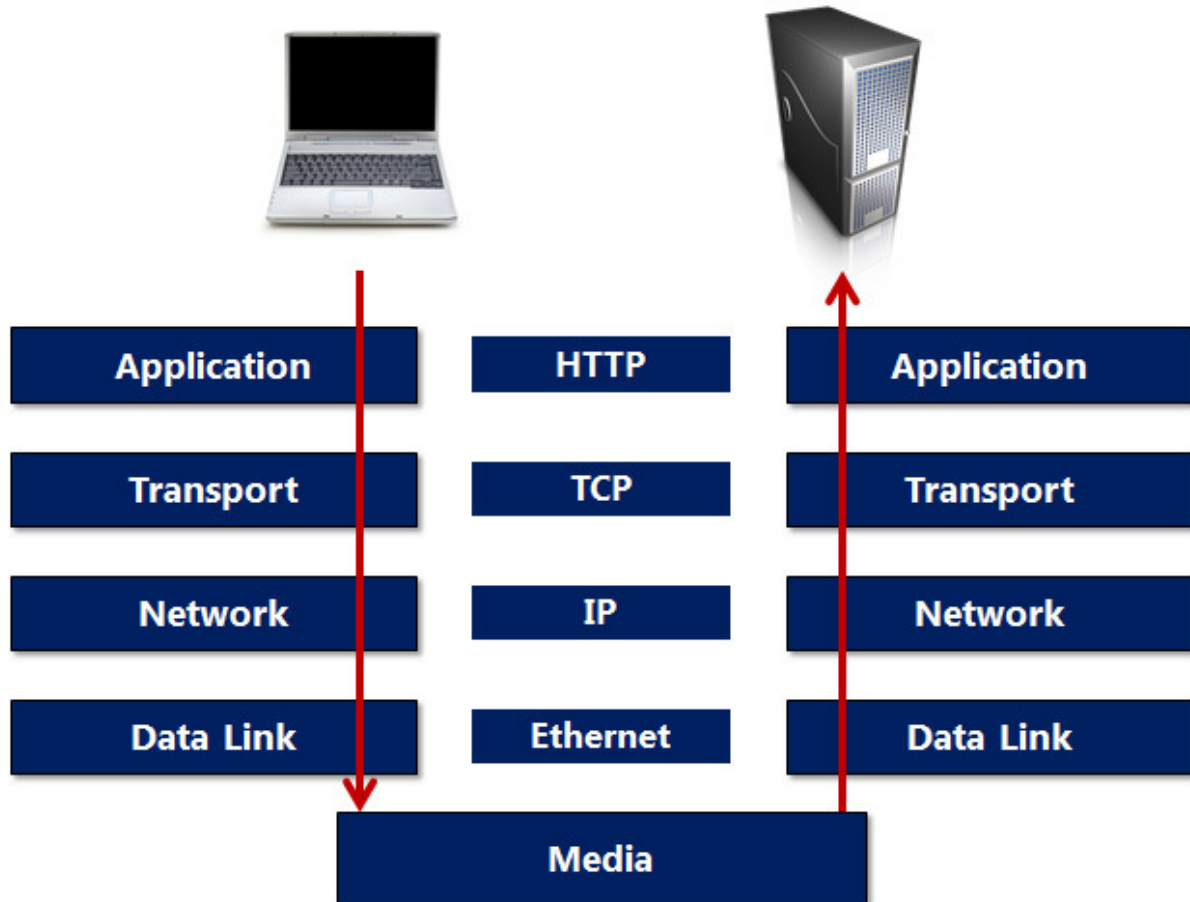 Application HTTP Application
Transport TCP Transport
Network IP Network
Data Link Ethernet Data Link
Media